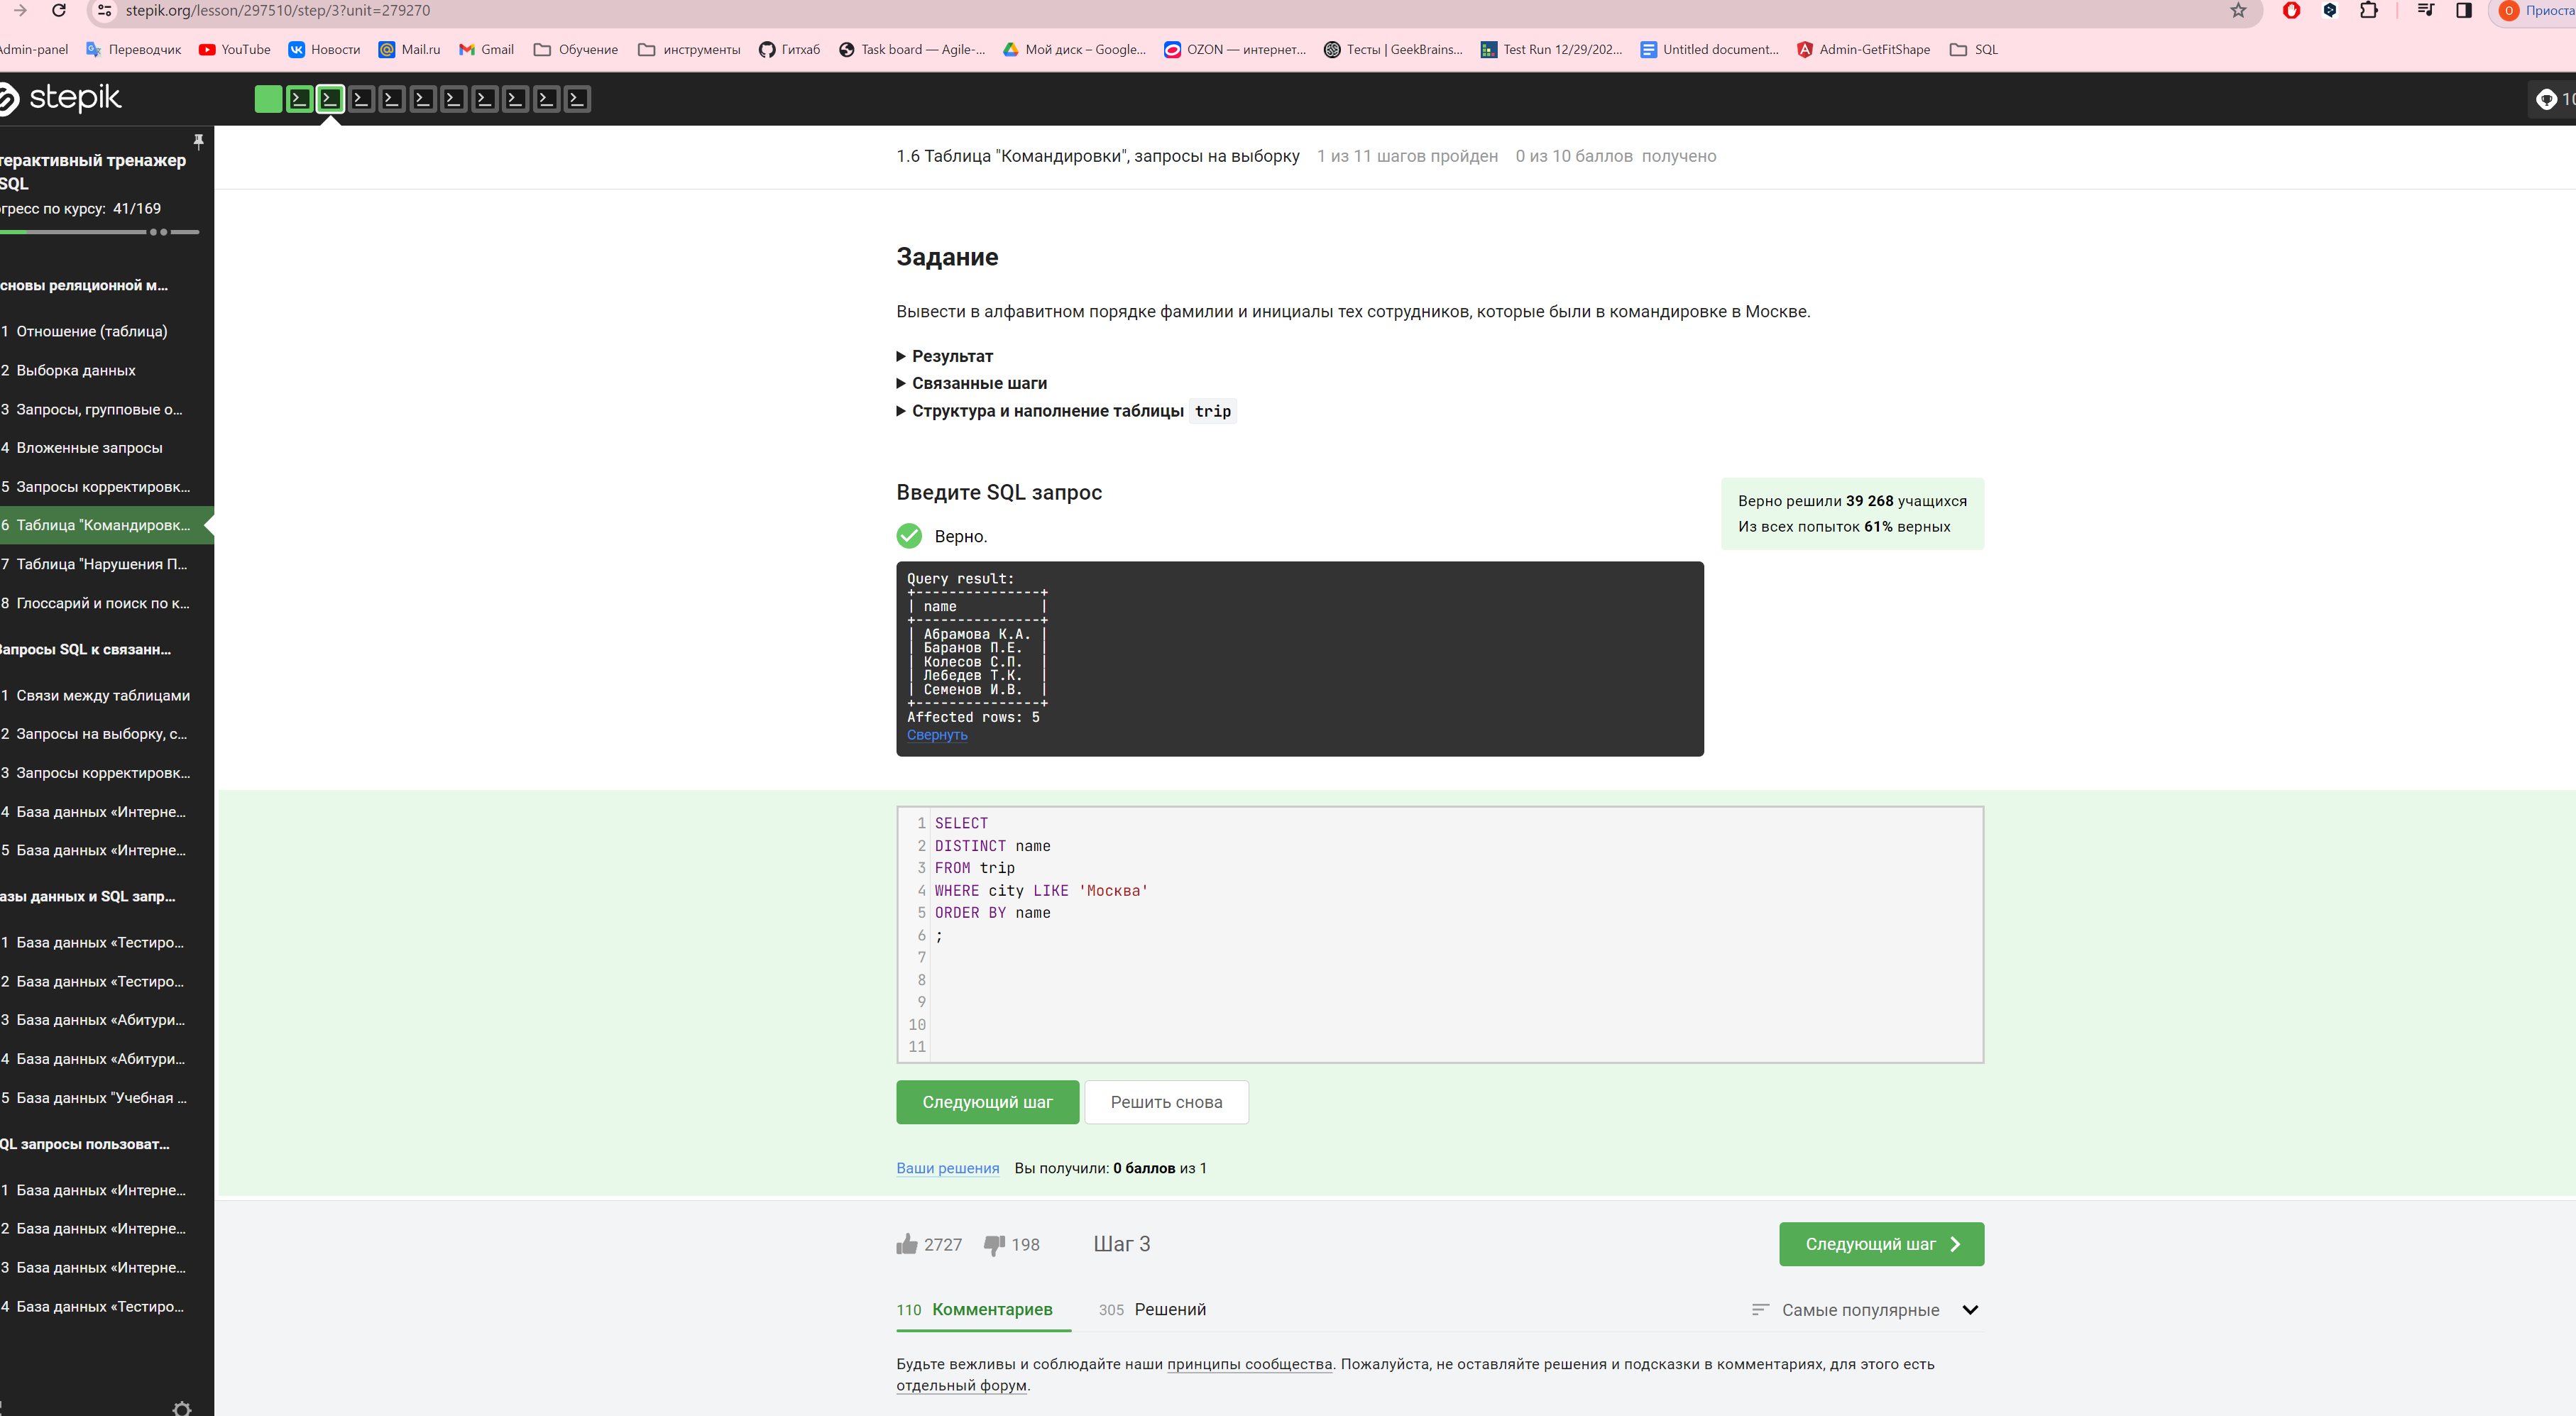 stepik.org/lesson/297510/step/3?unit=279270
Приоста
dmin-panel Переводчик YouTube Новости Mail.ru Gmail Обучение инструменты Гитхаб Task board — Agile-... Мой диск – Google... OZON — интернет... Тесты | GeekBrains... Test Run 12/29/202... Untitled document... Admin-GetFitShape SQL
stepik
10
терактивный тренажер
SQL
гресс по курсу: 41/169
сновы реляционной м...
1 Отношение (таблица)
2 Выборка данных
3 Запросы, групповые о...
4 Вложенные запросы
5 Запросы корректировк...
6 Таблица "Командировк...
7 Таблица "Нарушения П...
8 Глоссарий и поиск по к...
Запросы SQL к связанн...
1 Связи между таблицами
2 Запросы на выборку, с...
3 Запросы корректировк...
4 База данных «Интерне...
5 База данных «Интерне...
азы данных и SQL запр...
1 База данных «Тестиро...
2 База данных «Тестиро...
3 База данных «Абитури...
4 База данных «Абитури...
5 База данных "Учебная ...
QL запросы пользоват...
1 База данных «Интерне...
2 База данных «Интерне...
3 База данных «Интерне...
4 База данных «Тестиро...
1.6 Таблица "Командировки", запросы на выборку 1 из 11 шагов пройден 0 из 10 баллов получено
Задание
Вывести в алфавитном порядке фамилии и инициалы тех сотрудников, которые были в командировке в Москве.
Результат
Связанные шаги
Структура и наполнение таблицы trip
Введите SQL запрос
Верно решили 39 268 учащихся
Из всех попыток 61% верных
Верно.
Query result:
+---------------+
| name |
+---------------+
| Абрамова К.А. |
| Баранов П.Е. |
| Колесов С.П. |
| Лебедев Т.К. |
| Семенов И.В. |
+---------------+
Affected rows: 5
Свернуть
1 SELECT
2 DISTINCT name
3 FROM trip
4 WHERE city LIKE 'Москва'
5 ORDER BY name
6 ;
7
8
9
10
11
Следующий шаг Решить снова
Ваши решения Вы получили: 0 баллов из 1
2727 198 Шаг 3 Следующий шаг
110 Комментариев 305 Решений Самые популярные
Будьте вежливы и соблюдайте наши принципы сообщества. Пожалуйста, не оставляйте решения и подсказки в комментариях, для этого есть
отдельный форум.